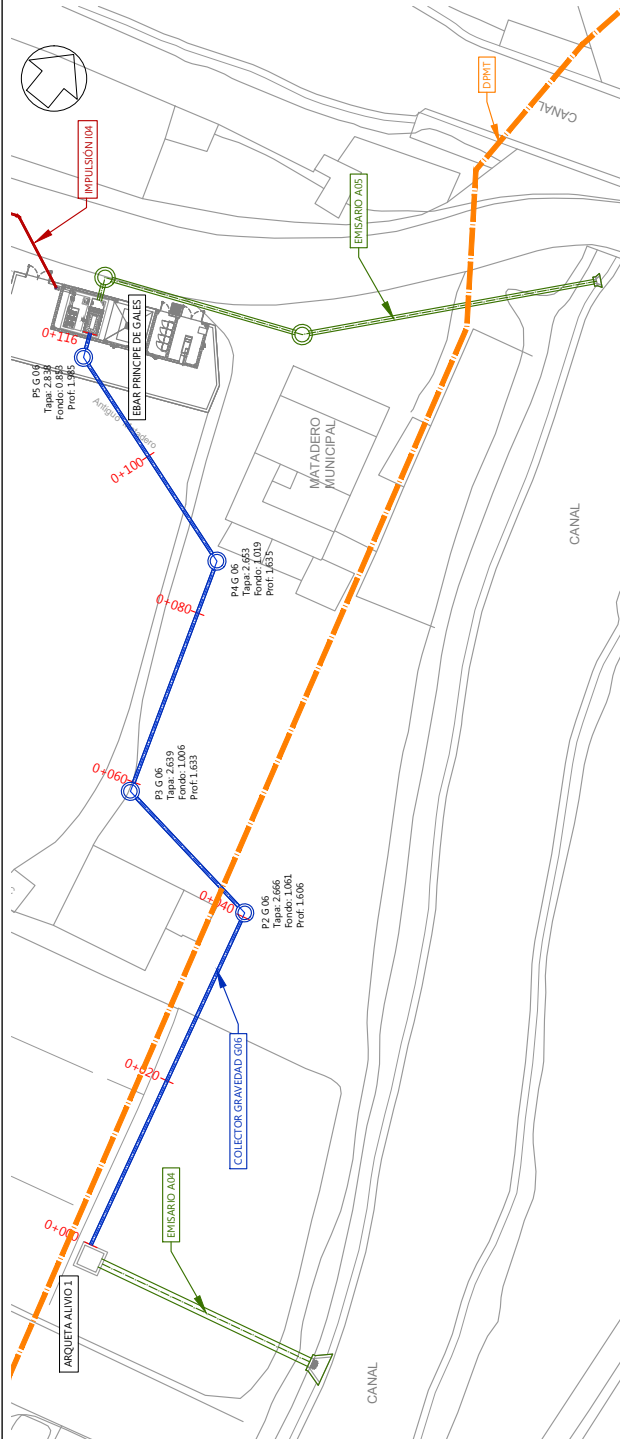 DPMT
CANAL
IMPULSIÓN I04
EMISARIO A05
0+116
P5 G 06
Tapa: 2.838
Fondo: 0.853
Prof: 1.985
EBAR PRINCIPE DE GALES
Antiguo Matadero
0+100
MATADERO
MUNICIPAL
CANAL
P4 G 06
Tapa: 2.653
Fondo: 1.019
Prof: 1.635
0+080
0+060
P3 G 06
Tapa: 2.639
Fondo: 1.006
Prof: 1.633
0+040
P2 G 06
Tapa: 2.666
Fondo: 1.061
Prof: 1.606
COLECTOR GRAVEDAD G06
0+020
EMISARIO A04
0+000
ARQUETA ALIVIO 1
CANAL